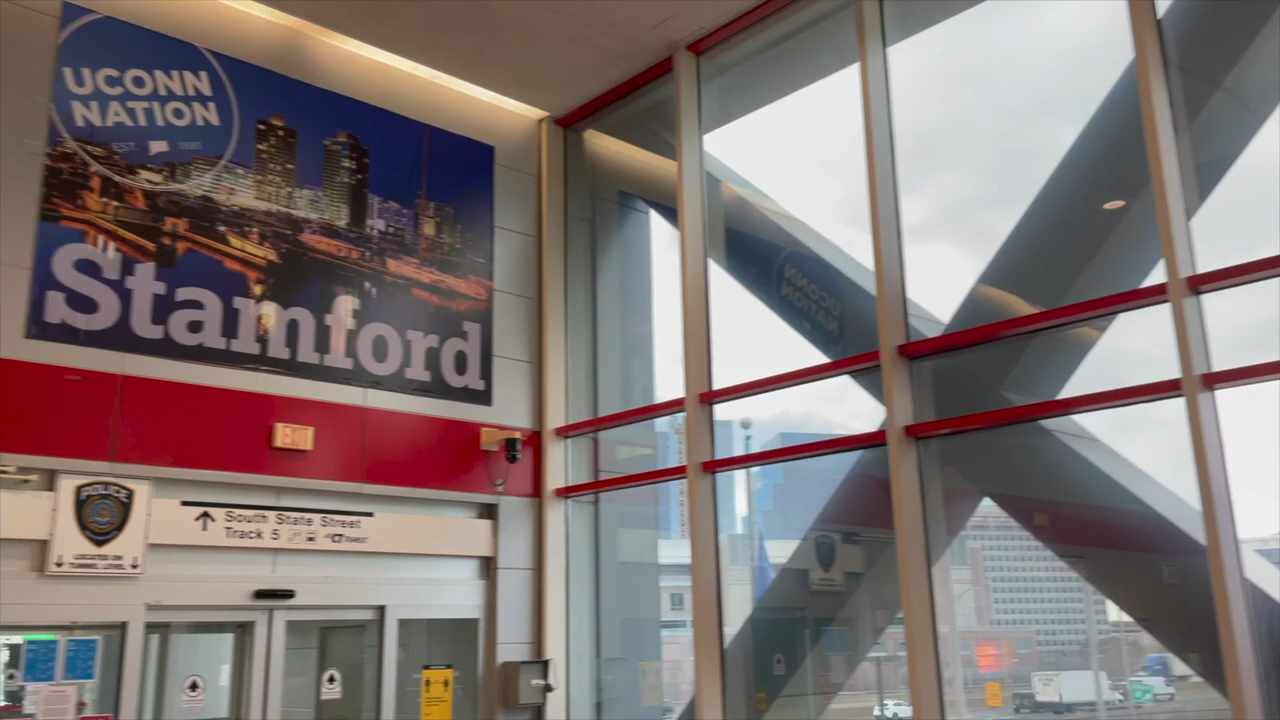 UCONN
NATION
EST. 1881
Stamford
EXIT
POLICE
LOCATED ON
TUNNEL LEVEL
South State Street
Track 5
UCONN
NATION